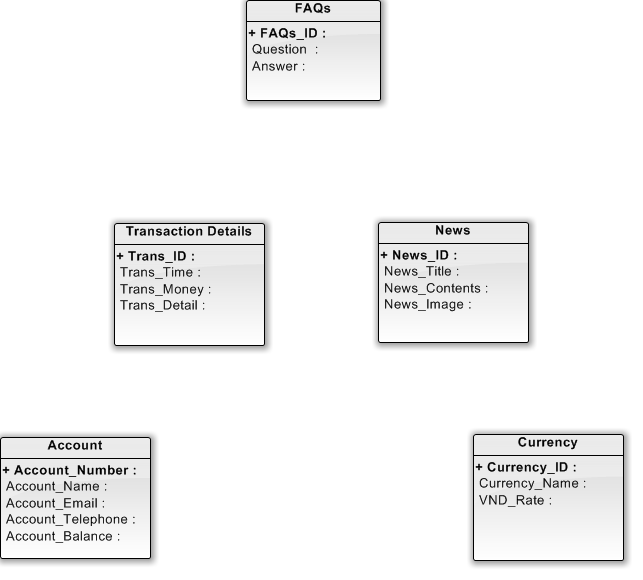 FAQs
+ FAQs_ID :
Question  :
Answer :
Transaction Details
+ Trans_ID :
Trans_Time :
Trans_Money :
Trans_Detail :
News
+ News_ID :
News_Title :
News_Contents :
News_Image :
Account
+ Account_Number :
Account_Name :
Account_Email :
Account_Telephone :
Account_Balance :
Currency
+ Currency_ID :
Currency_Name :
VND_Rate :